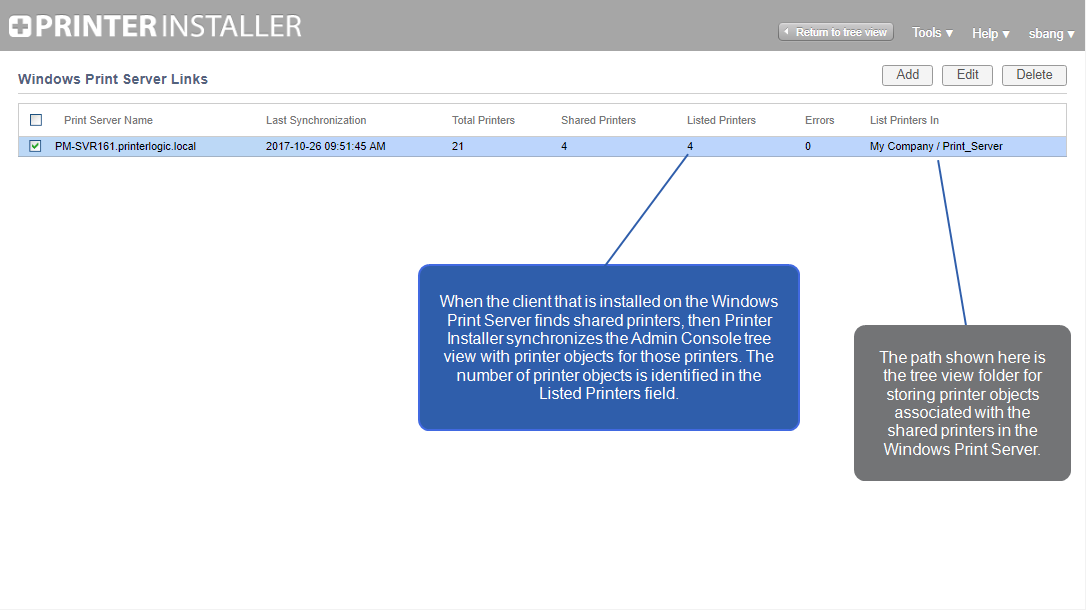 PRINTERINSTALLER
Return to tree view Tools ▾ Help ▾ sbang ▾
Windows Print Server Links Add Edit Delete
Print Server Name Last Synchronization Total Printers Shared Printers Listed Printers Errors List Printers In
PM-SVR161.printerlogic.local 2017-10-26 09:51:45 AM 21 4 4 0 My Company / Print_Server
When the client that is installed on the Windows
Print Server finds shared printers, then Printer
Installer synchronizes the Admin Console tree
view with printer objects for those printers. The
number of printer objects is identified in the
Listed Printers field.
The path shown here is
the tree view folder for
storing printer objects
associated with the
shared printers in the
Windows Print Server.